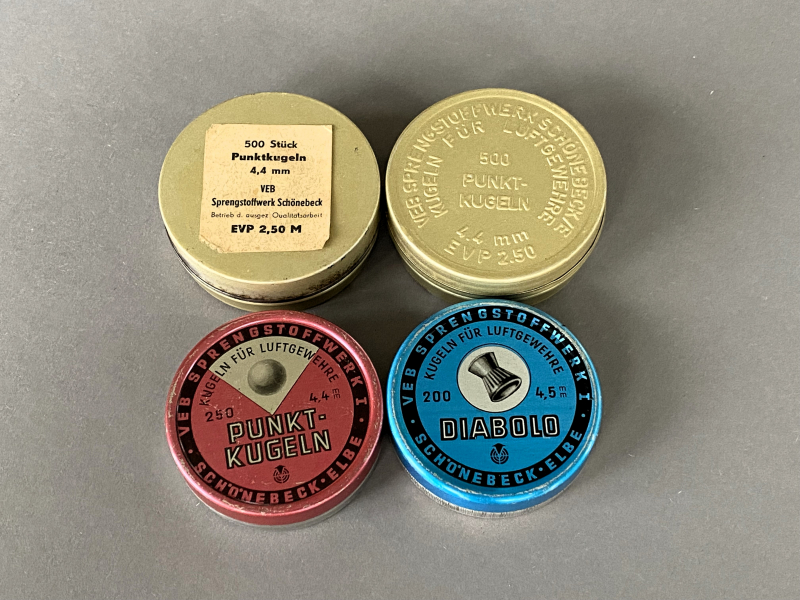 500 Stück
Punktkugeln
4,4 mm
VEB
Sprengstoffwerk Schönebeck
Betrieb d. ausgez. Qualitätsarbeit
EVP 2,50 M
VEB SPRENGSTOFFWERK SCHÖNEBECK/E
KUGELN FÜR LUFTGEWEHRE
500
PUNKT-
KUGELN
4.4 mm
EVP 2.50
VEB SPRENGSTOFFWERK I
KUGELN FÜR LUFTGEWEHRE
250
4,4
PUNKT-
KUGELN
· SCHÖNEBECK·ELBE ·
VEB SPRENGSTOFFWERK I
KUGELN FÜR LUFTGEWEHRE
200
4,5
DIABOLO
· SCHÖNEBECK·ELBE ·